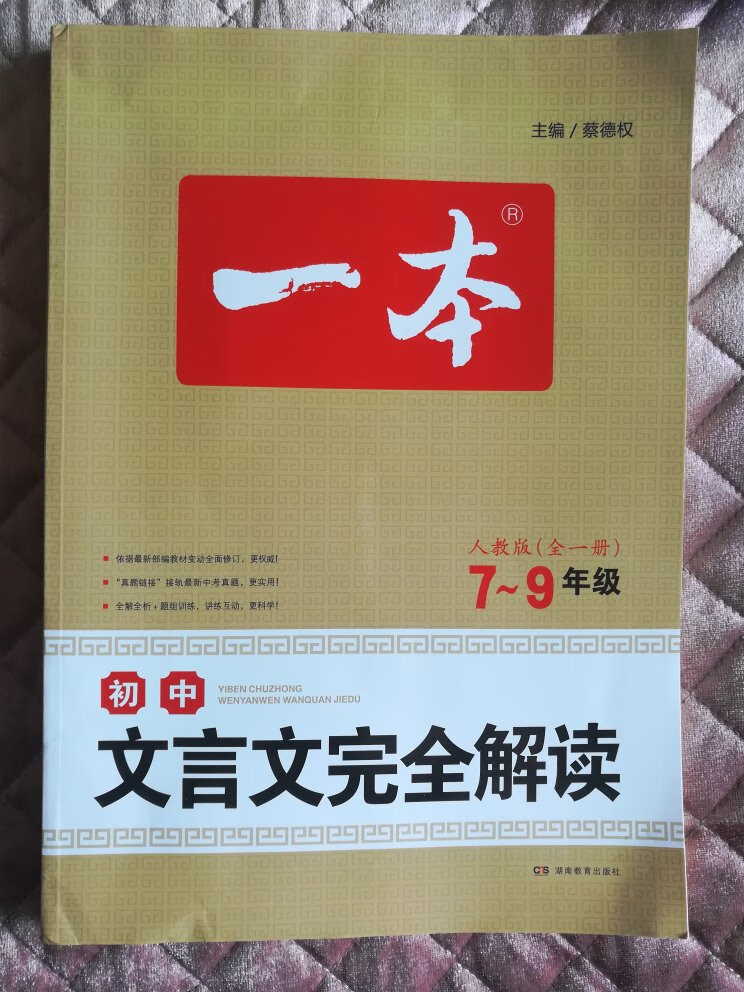 主编/蔡德权
一本®
人教版(全一册)
7~9年级
■ 依据最新部编教材变动全面修订，更权威!
■ “真题链接”接轨最新中考真题，更实用!
■ 全解全析+题组训练，讲练互动，更科学!
初中
YIBEN CHUZHONG
WENYANWEN WANQUAN JIEDU
文言文完全解读
CTS 湖南教育出版社